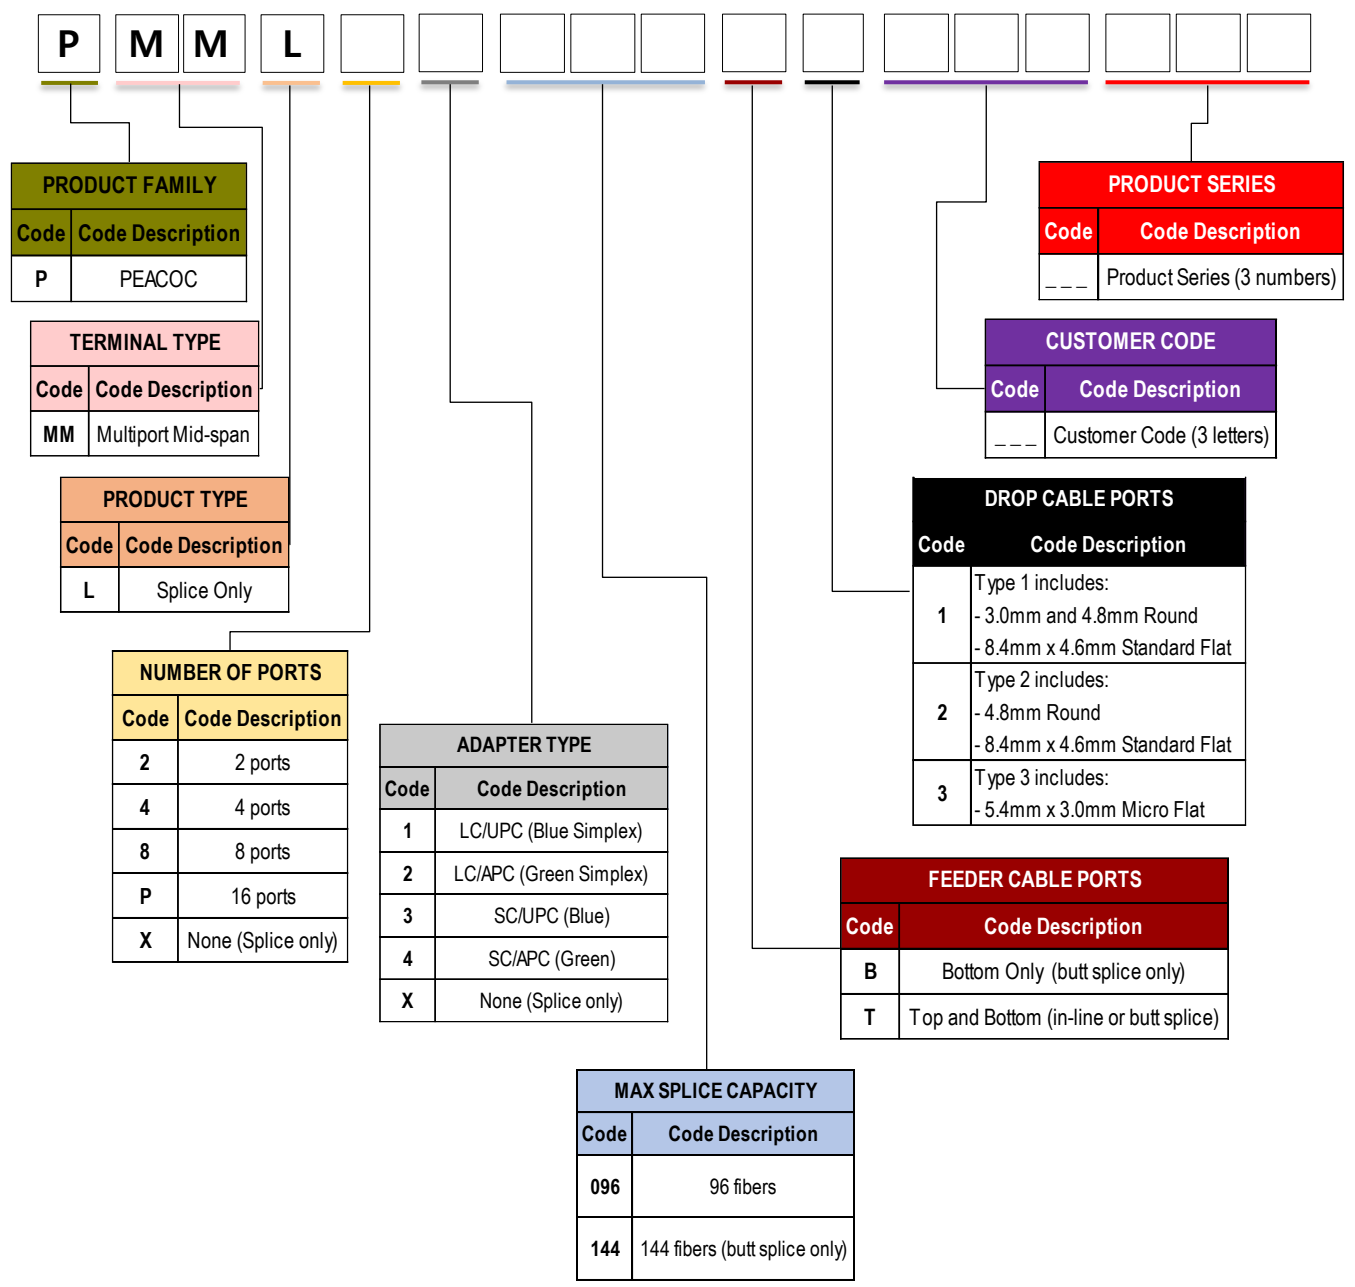 P M M L
PRODUCT FAMILY
Code Code Description
P PEACOC
TERMINAL TYPE
Code Code Description
MM Multiport Mid-span
PRODUCT TYPE
Code Code Description
L Splice Only
NUMBER OF PORTS
Code Code Description
2 2 ports
4 4 ports
8 8 ports
P 16 ports
X None (Splice only)
ADAPTER TYPE
Code Code Description
1 LC/UPC (Blue Simplex)
2 LC/APC (Green Simplex)
3 SC/UPC (Blue)
4 SC/APC (Green)
X None (Splice only)
MAX SPLICE CAPACITY
Code Code Description
096 96 fibers
144 144 fibers (butt splice only)
FEEDER CABLE PORTS
Code Code Description
B Bottom Only (butt splice only)
T Top and Bottom (in-line or butt splice)
DROP CABLE PORTS
Code Code Description
1 Type 1 includes:
- 3.0mm and 4.8mm Round
- 8.4mm x 4.6mm Standard Flat
2 Type 2 includes:
- 4.8mm Round
- 8.4mm x 4.6mm Standard Flat
3 Type 3 includes:
- 5.4mm x 3.0mm Micro Flat
CUSTOMER CODE
Code Code Description
_ _ _ Customer Code (3 letters)
PRODUCT SERIES
Code Code Description
_ _ _ Product Series (3 numbers)